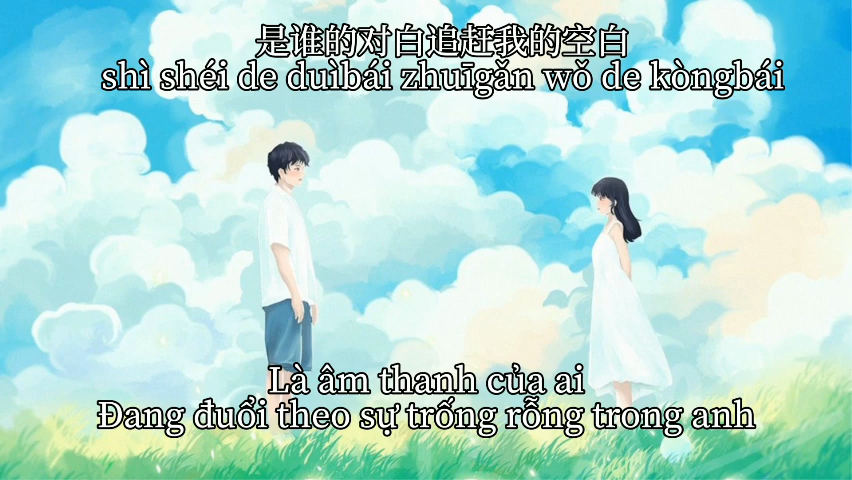 是谁的对白追赶我的空白
shì shéi de duìbái zhuīgǎn wǒ de kòngbái
Là âm thanh của ai
Đang đuổi theo sự trống rỗng trong anh